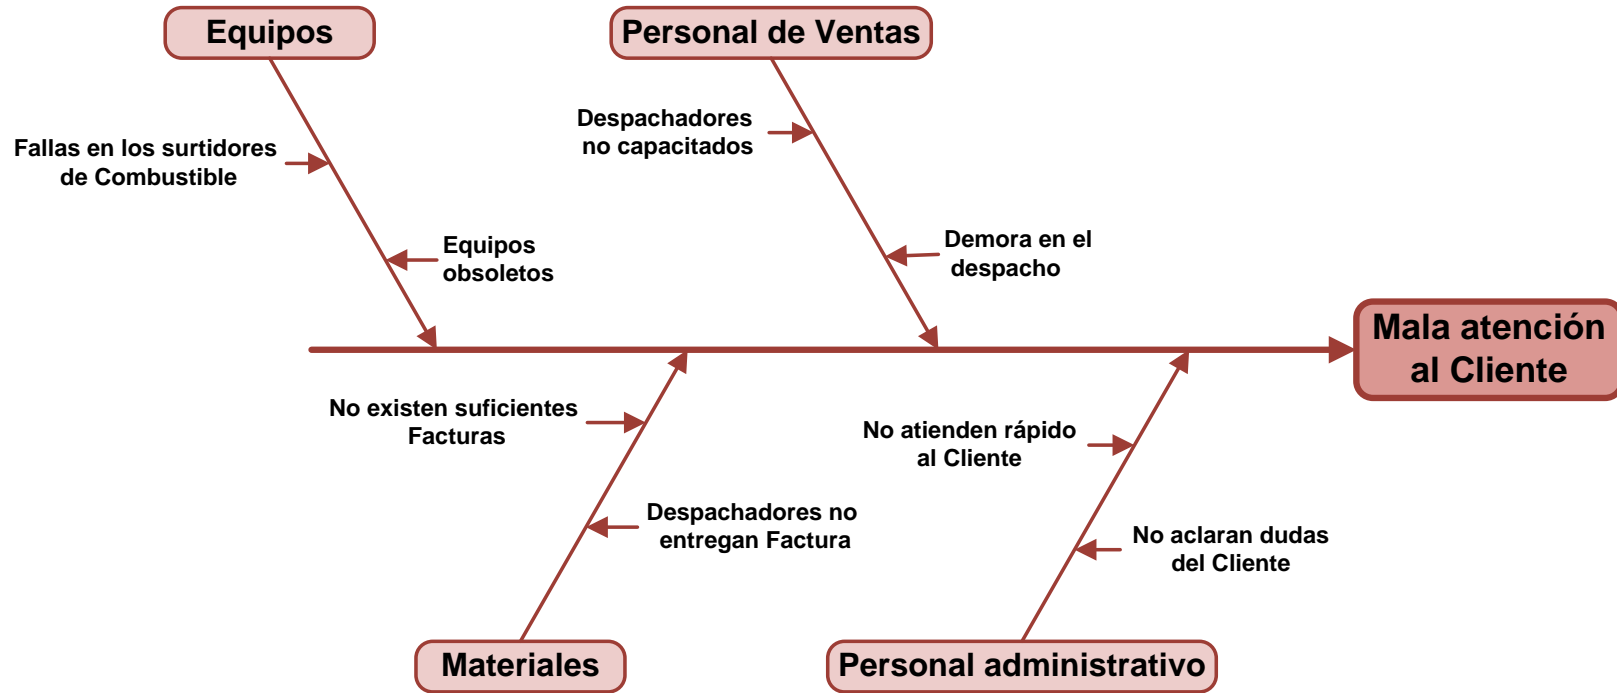 Equipos
Personal de Ventas
Despachadores
no capacitados
Fallas en los surtidores
de Combustible
Equipos
obsoletos
Demora en el
despacho
Mala atención
al Cliente
No existen suficientes
Facturas
No atienden rápido
al Cliente
Despachadores no
entregan Factura
No aclaran dudas
del Cliente
Materiales
Personal administrativo